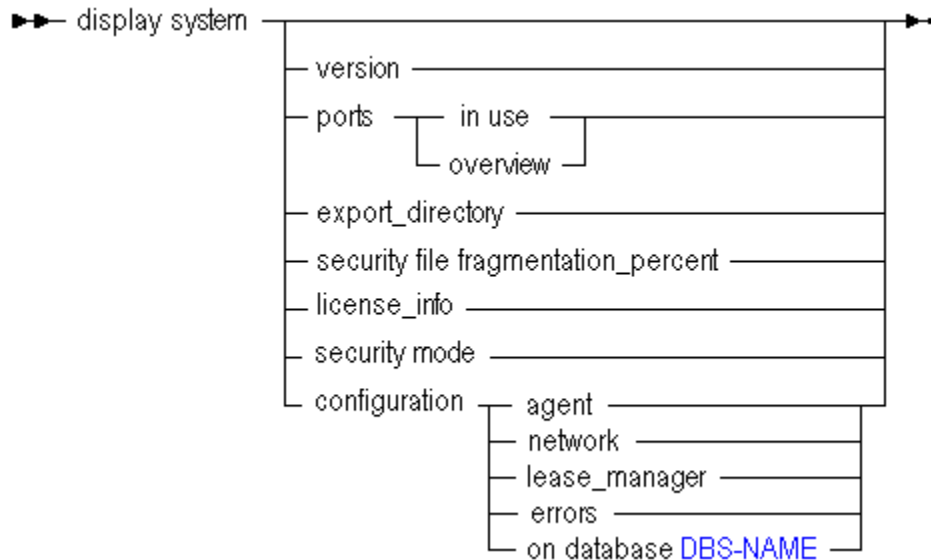 display system
version
ports in use
overview
export_directory
security file fragmentation_percent
license_info
security mode
configuration agent
network
lease_manager
errors
on database DBS-NAME